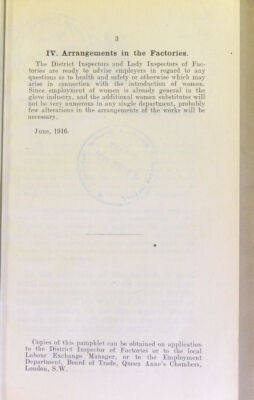 3
IV. Arrangements in the Factories.
The District Inspectors and Lady Inspectors of Fac-
tories are ready to advise employers in regard to any
questions as to health and safety or otherwise which may
arise in connection with the introduction of women.
Since employment of women is already general in the
glove industry, and the additional women substitutes will
not be very numerous in any single department, probably
few alterations in the arrangements of the works will be
necessary.
June, 1916.
Copies of this pamphlet can be obtained on application
to the District Inspector of Factories or to the local
Labour Exchange Manager, or to the Employment
Department, Board of Trade, Queen Anne's Chambers,
London, S.W.